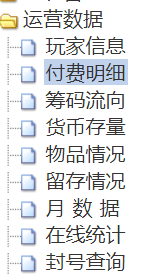 运营数据
玩家信息
付费明细
筹码流向
货币存量
物品情况
留存情况
月 数 据
在线统计
封号查询